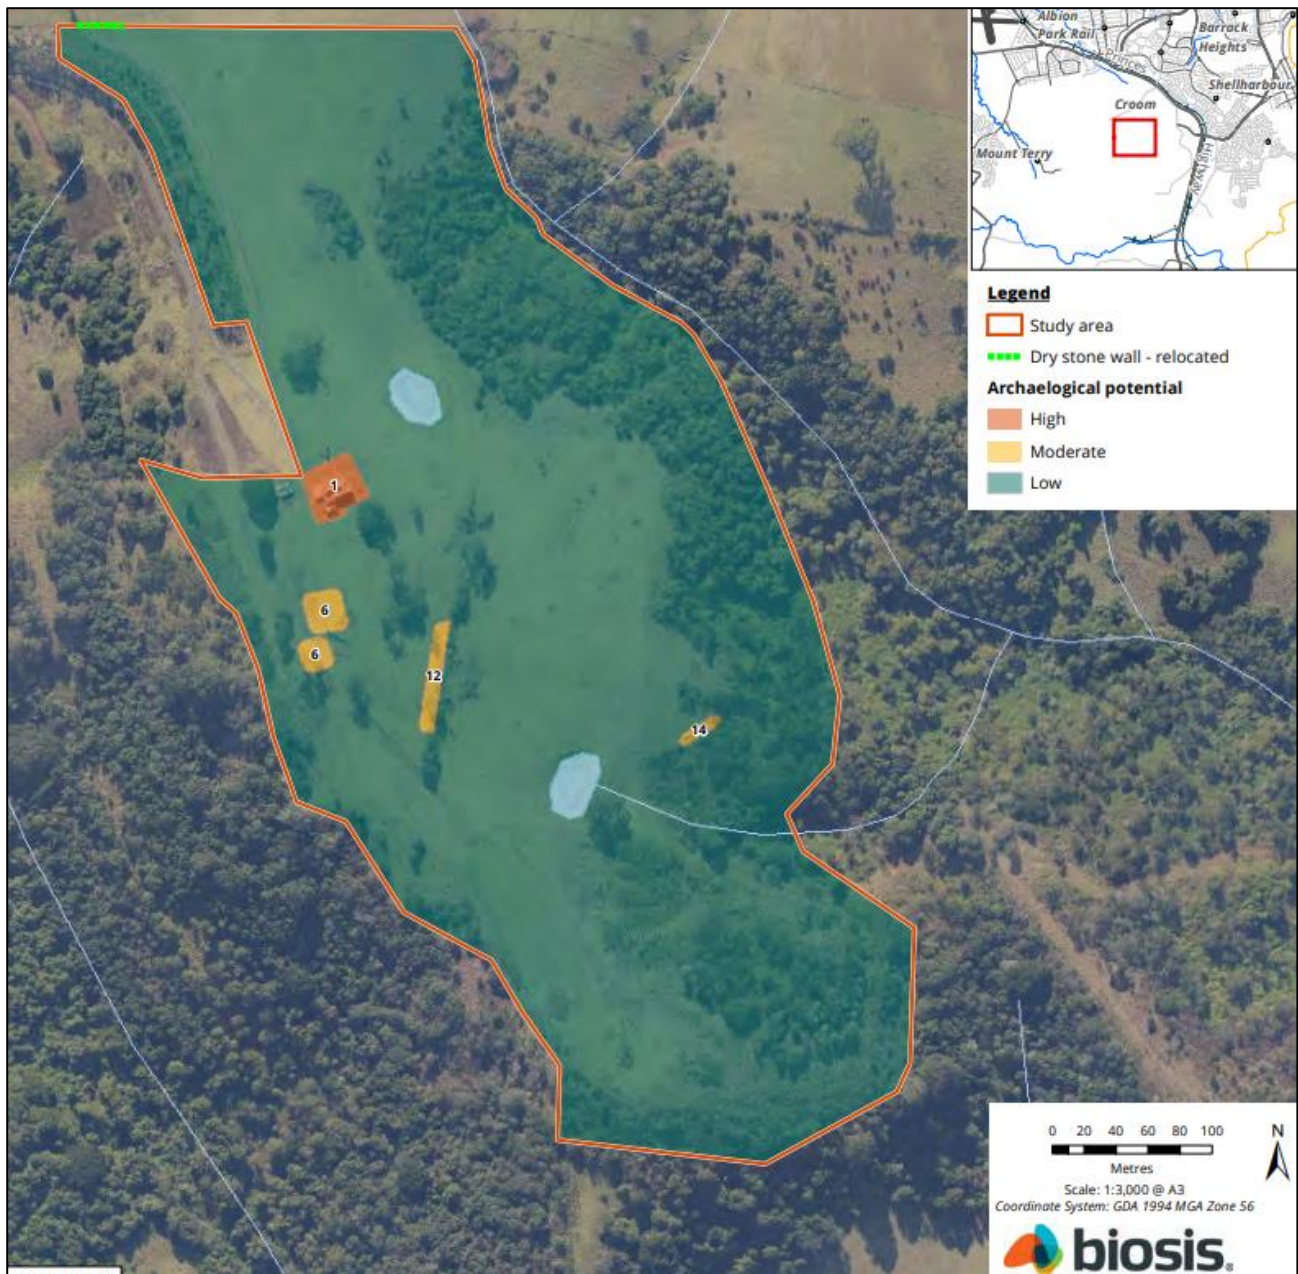 Albion
Park Rail
Barrack
Heights
Princes
Shellharbour
Croom
Mount Terry
Highway
Legend
Study area
Dry stone wall - relocated
Archaelogical potential
High
Moderate
Low
1
6
6
12
14
0 20 40 60 80 100
Metres
N
Scale: 1:3,000 @ A3
Coordinate System: GDA 1994 MGA Zone 56
biosis®